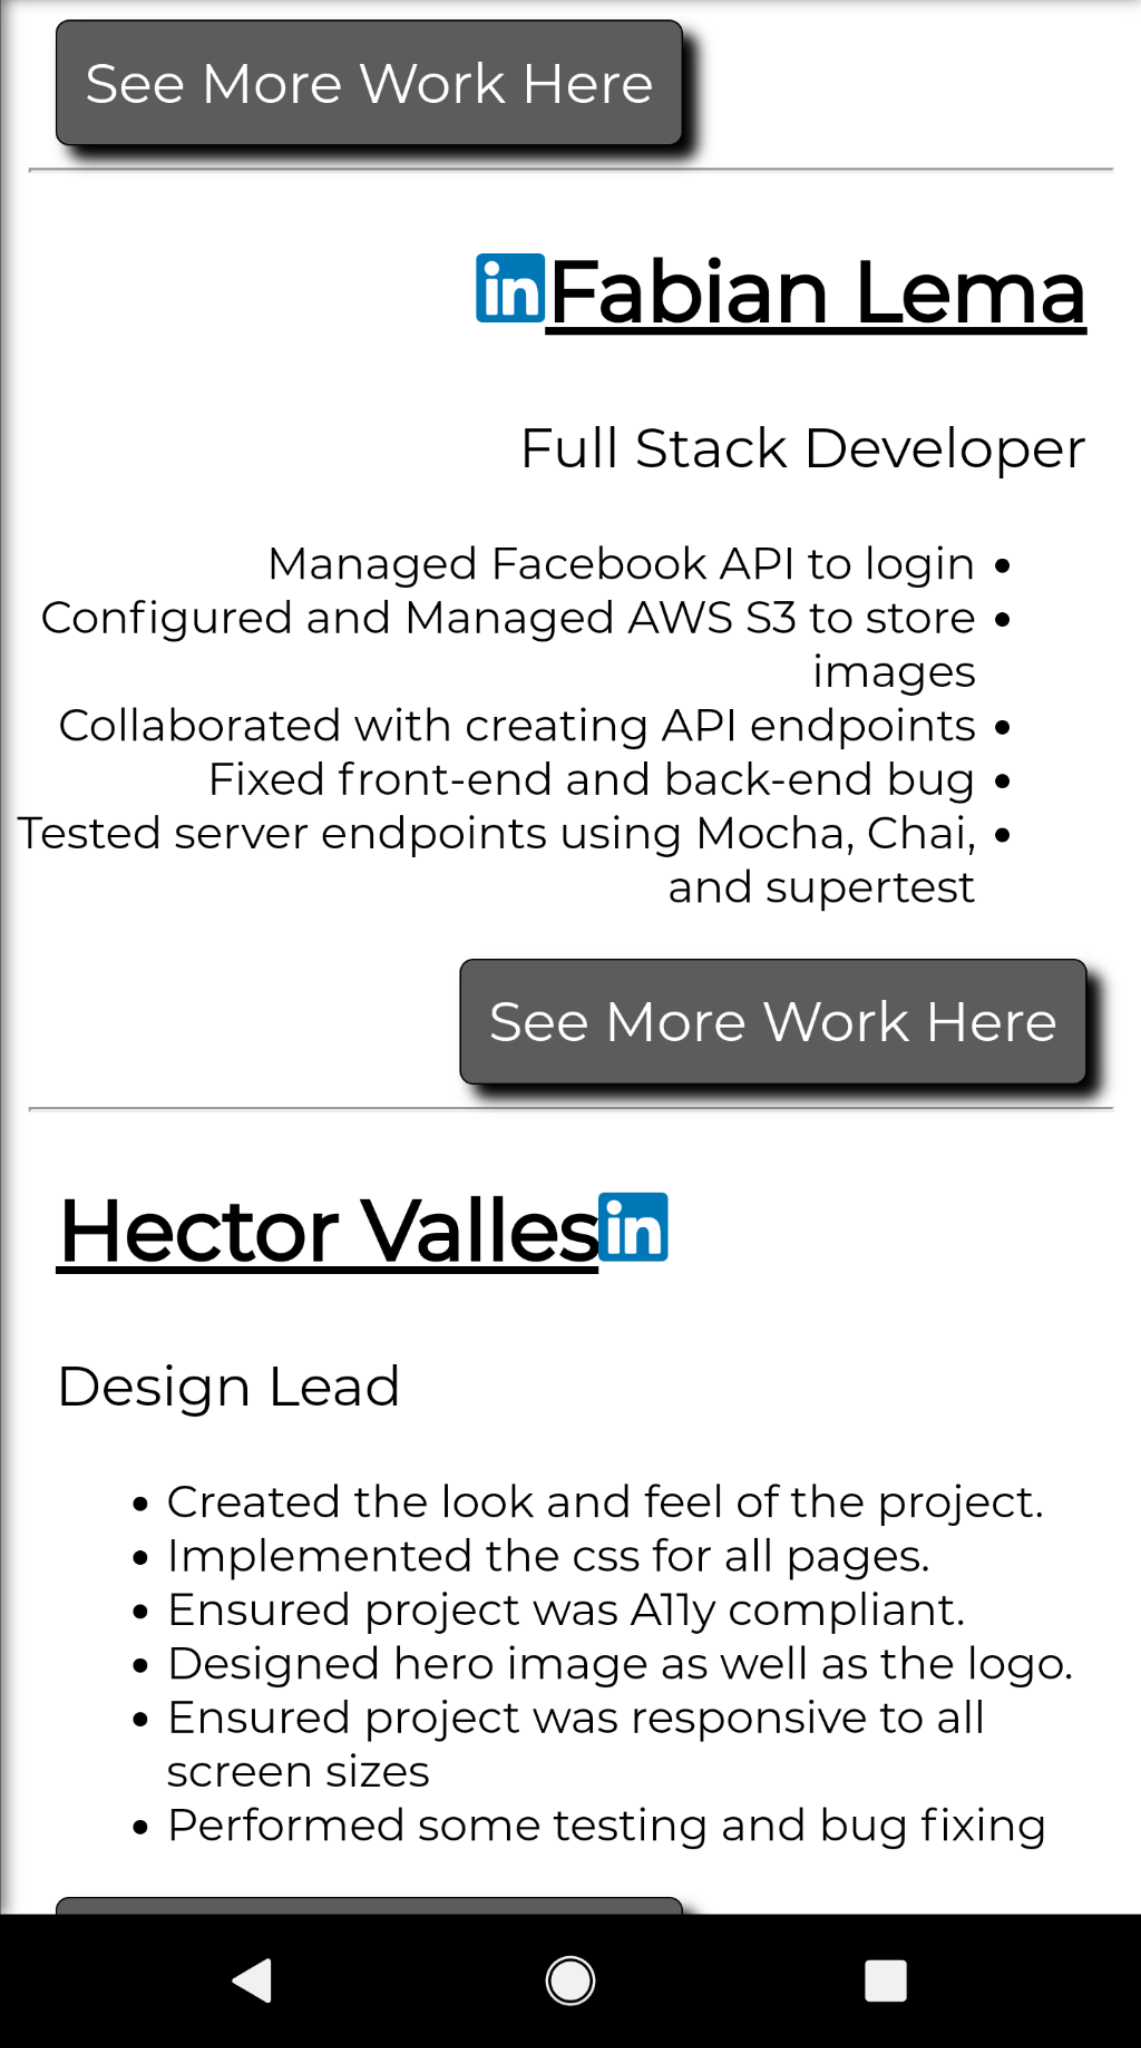 See More Work Here
in Fabian Lema
Full Stack Developer
Managed Facebook API to login •
Configured and Managed AWS S3 to store •
images
Collaborated with creating API endpoints •
Fixed front-end and back-end bug •
Tested server endpoints using Mocha, Chai, •
and supertest
See More Work Here
Hector Valles in
Design Lead
• Created the look and feel of the project.
• Implemented the css for all pages.
• Ensured project was A11y compliant.
• Designed hero image as well as the logo.
• Ensured project was responsive to all
screen sizes
• Performed some testing and bug fixing